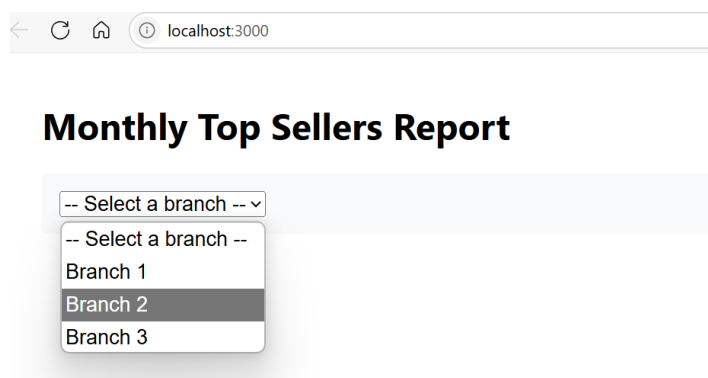 localhost:3000
Monthly Top Sellers Report
-- Select a branch --
-- Select a branch --
Branch 1
Branch 2
Branch 3